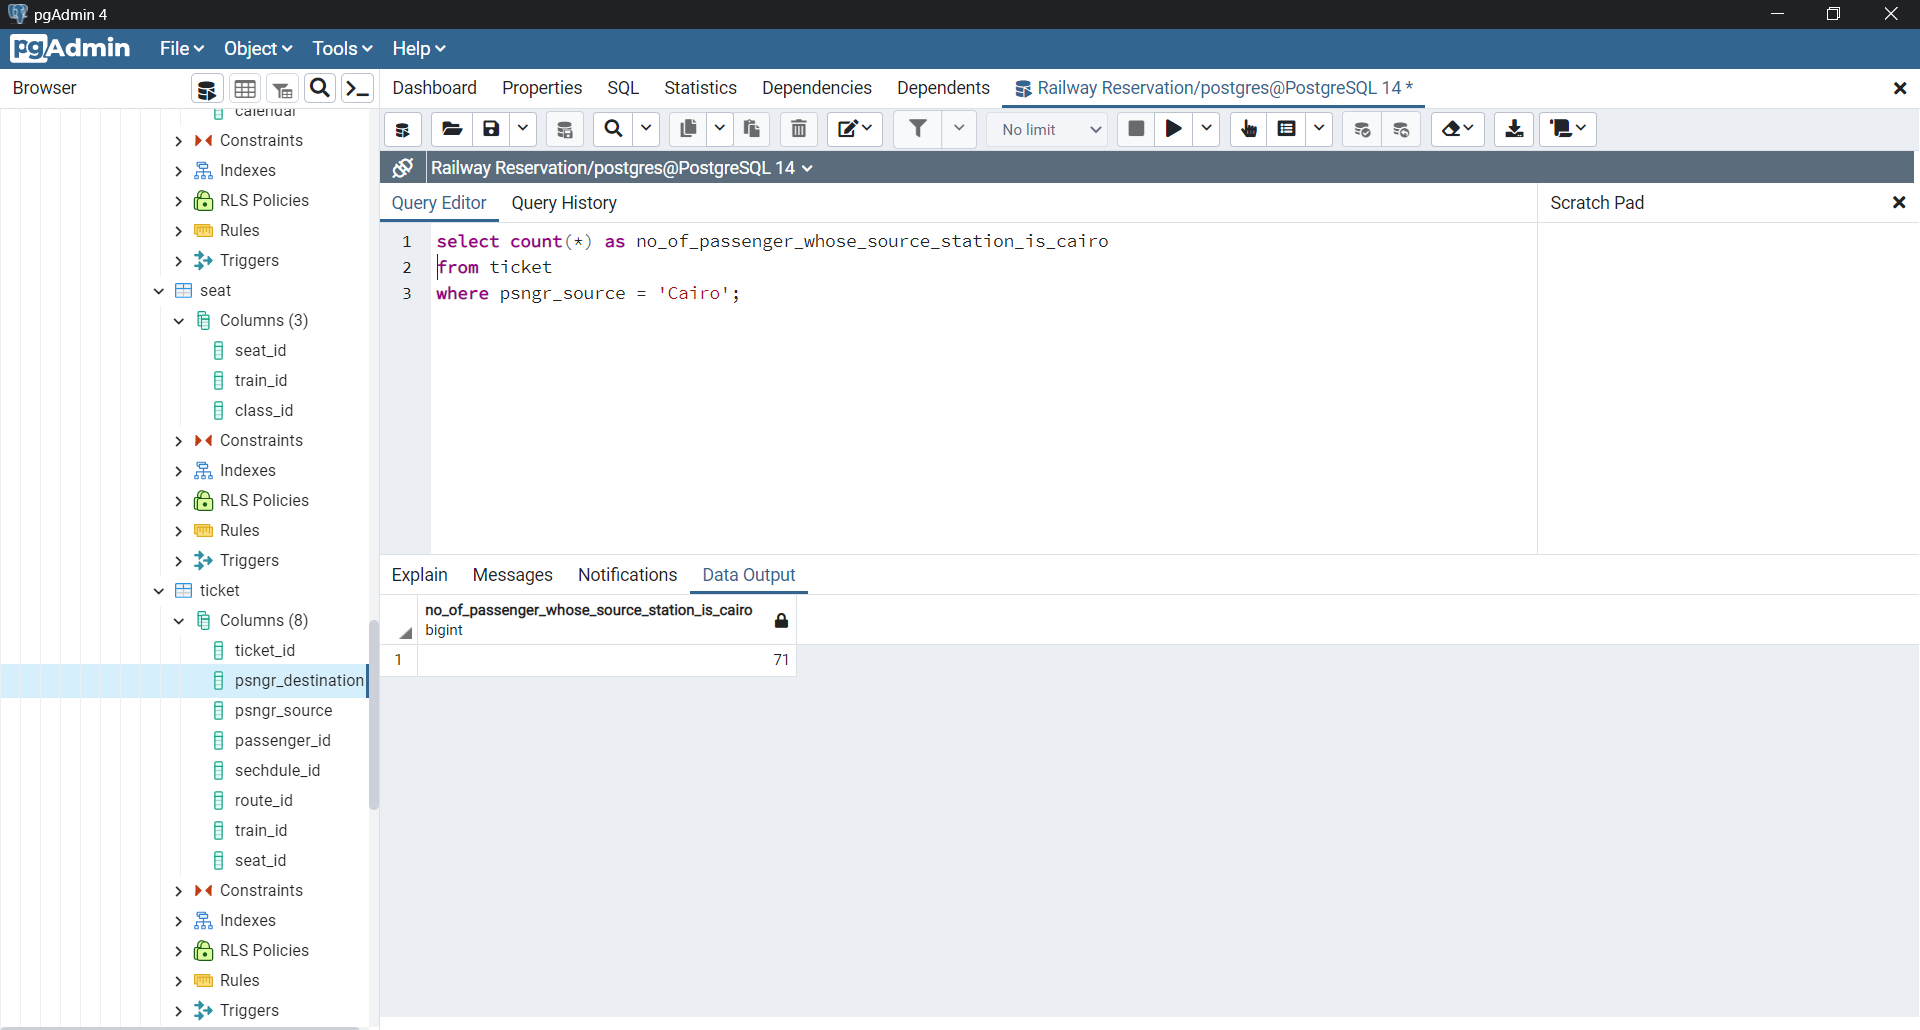 pgAdmin 4
pgAdmin File Object Tools Help
Browser
Dashboard Properties SQL Statistics Dependencies Dependents Railway Reservation/postgres@PostgreSQL 14 *
No limit
Railway Reservation/postgres@PostgreSQL 14
Query Editor Query History
Scratch Pad
1 select count(*) as no_of_passenger_whose_source_station_is_cairo
2 from ticket
3 where psngr_source = 'Cairo';
calendar
Constraints
Indexes
RLS Policies
Rules
Triggers
seat
Columns (3)
seat_id
train_id
class_id
Constraints
Indexes
RLS Policies
Rules
Triggers
ticket
Columns (8)
ticket_id
psngr_destination
psngr_source
passenger_id
sechdule_id
route_id
train_id
seat_id
Constraints
Indexes
RLS Policies
Rules
Triggers
Explain Messages Notifications Data Output
no_of_passenger_whose_source_station_is_cairo
bigint
1 71